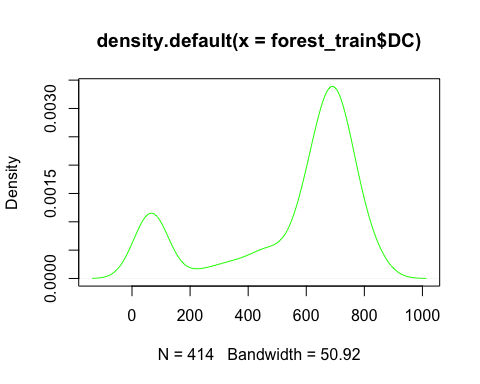 density.default(x = forest_train$DC)
Density
0.0030
0.0015
0.0000
0 200 400 600 800 1000
N = 414 Bandwidth = 50.92